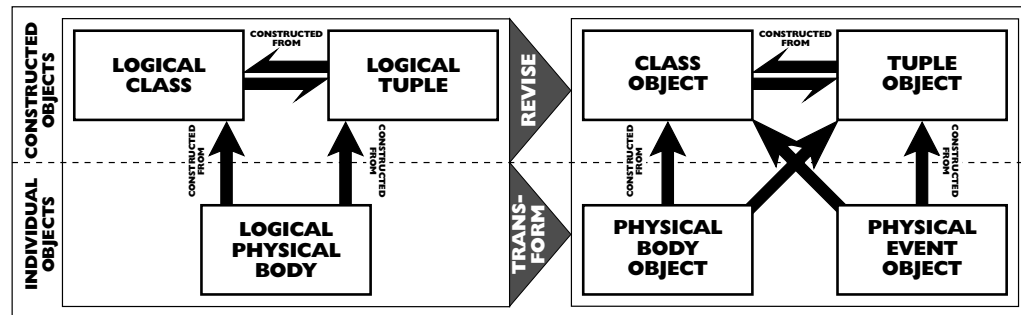 CONSTRUCTED
OBJECTS
LOGICAL
CLASS
CONSTRUCTED
FROM
LOGICAL
TUPLE
CONSTRUCTED
FROM
CONSTRUCTED
FROM
REVISE
CLASS
OBJECT
CONSTRUCTED
FROM
TUPLE
OBJECT
CONSTRUCTED
FROM
CONSTRUCTED
FROM
INDIVIDUAL
OBJECTS
LOGICAL
PHYSICAL
BODY
TRANS-
FORM
PHYSICAL
BODY
OBJECT
PHYSICAL
EVENT
OBJECT